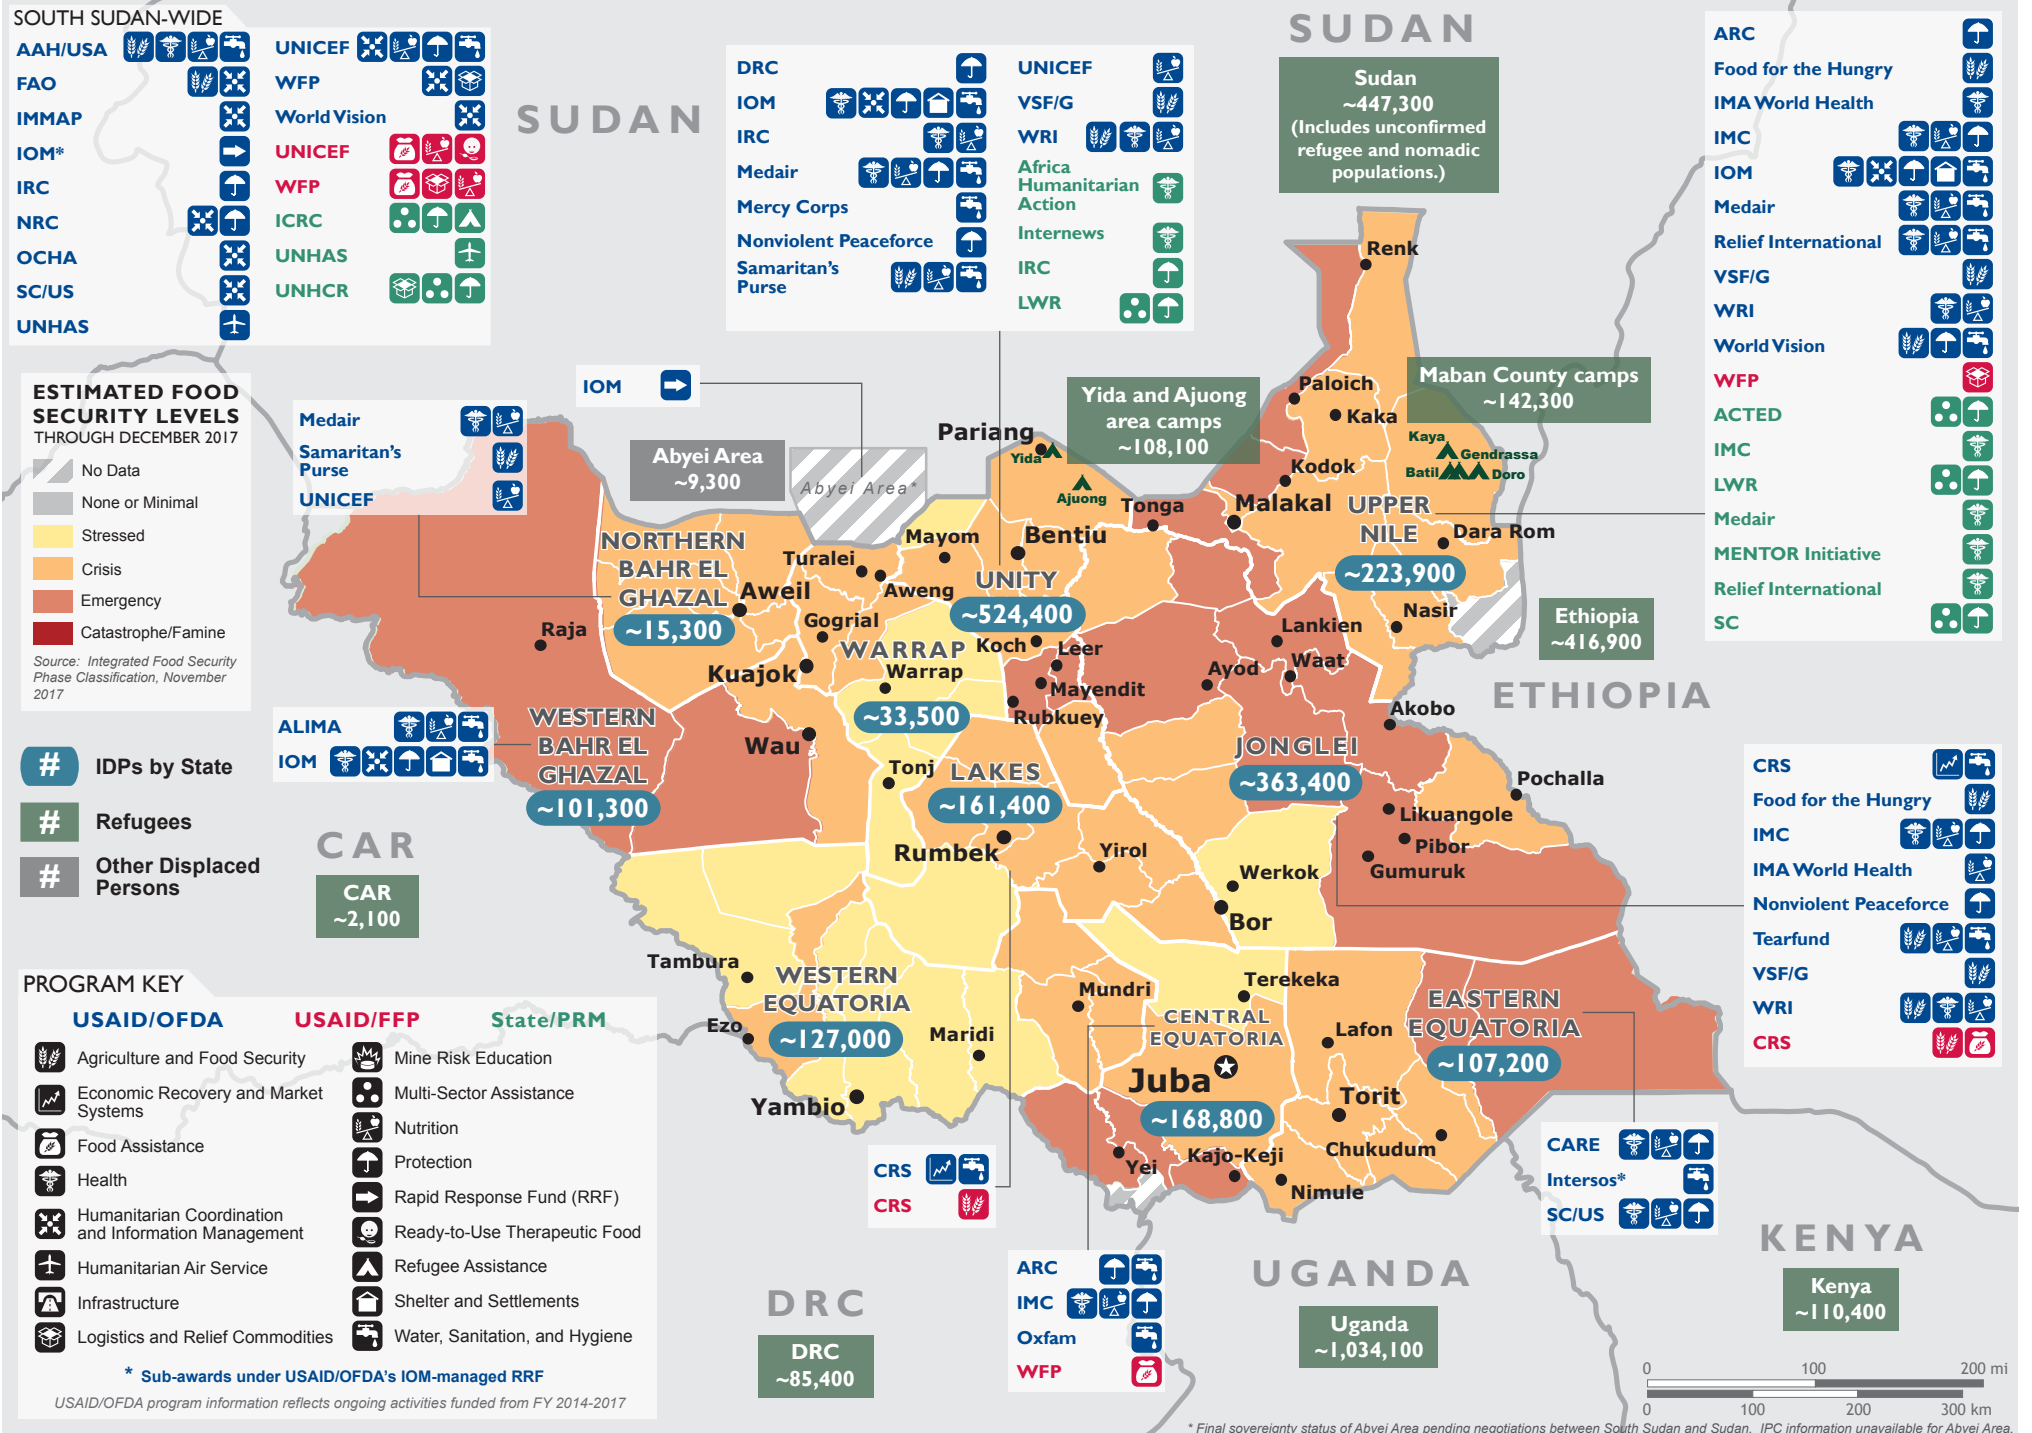 SOUTH SUDAN-WIDE
AAH/USA
FAO
IMMAP
IOM*
IRC
NRC
OCHA
SC/US
UNHAS
UNICEF
WFP
World Vision
UNICEF
WFP
ICRC
UNHAS
UNHCR
SUDAN
DRC
IOM
IRC
Medair
Mercy Corps
Nonviolent Peaceforce
Samaritan's
Purse
UNICEF
VSF/G
WRI
Africa
Humanitarian
Action
Internews
IRC
LWR
SUDAN
Sudan
~447,300
(Includes unconfirmed
refugee and nomadic
populations.)
ARC
Food for the Hungry
IMA World Health
IMC
IOM
Medair
Relief International
VSF/G
WRI
World Vision
WFP
ACTED
IMC
LWR
Medair
MENTOR Initiative
Relief International
SC
ESTIMATED FOOD
SECURITY LEVELS
THROUGH DECEMBER 2017
No Data
None or Minimal
Stressed
Crisis
Emergency
Catastrophe/Famine
Source: Integrated Food Security
Phase Classification, November
2017
Medair
Samaritan's
Purse
UNICEF
IOM
Abyei Area
~9,300
Abyei Area*
Yida and Ajuong
area camps
~108,100
Maban County camps
~142,300
Renk
Paloich
Kaka
Kaya
Gendrassa
Batil
Doro
Pariang
Yida
Ajuong
Kodok
Tonga
Malakal
UPPER
NILE
~223,900
Dara Rom
Nasir
Ethiopia
~416,900
ETHIOPIA
NORTHERN
BAHR EL
GHAZAL
~15,300
Aweil
Turalei
Mayom
Aweng
Gogrial
Bentiu
UNITY
~524,400
Koch
Leer
Mayendit
Rubkuey
Raja
Kuajok
WARRAP
Warrap
~33,500
Lankien
Waat
Ayod
Akobo
JONGLEI
~363,400
Pochalla
Likuangole
Pibor
Gumuruk
ALIMA
IOM
WESTERN
BAHR EL
GHAZAL
~101,300
Wau
Tonj
LAKES
~161,400
Rumbek
Yirol
Werkok
Bor
# IDPs by State
# Refugees
# Other Displaced
Persons
CAR
CAR
~2,100
CRS
Food for the Hungry
IMC
IMA World Health
Nonviolent Peaceforce
Tearfund
VSF/G
WRI
CRS
Tambura
WESTERN
EQUATORIA
~127,000
Ezo
Maridi
Yambio
Mundri
Terekeka
CENTRAL
EQUATORIA
Juba
~168,800
Yei
Kajo-Keji
Nimule
Lafon
EASTERN
EQUATORIA
~107,200
Torit
Chukudum
PROGRAM KEY
USAID/OFDA
USAID/FFP
State/PRM
Agriculture and Food Security
Economic Recovery and Market
Systems
Food Assistance
Health
Humanitarian Coordination
and Information Management
Humanitarian Air Service
Infrastructure
Logistics and Relief Commodities
Mine Risk Education
Multi-Sector Assistance
Nutrition
Protection
Rapid Response Fund (RRF)
Ready-to-Use Therapeutic Food
Refugee Assistance
Shelter and Settlements
Water, Sanitation, and Hygiene
* Sub-awards under USAID/OFDA's IOM-managed RRF
USAID/OFDA program information reflects ongoing activities funded from FY 2014-2017
CRS
CRS
CARE
Intersos*
SC/US
ARC
IMC
Oxfam
WFP
DRC
DRC
~85,400
UGANDA
Uganda
~1,034,100
KENYA
Kenya
~110,400
0 100 200 mi
0 100 200 300 km
* Final sovereignty status of Abyei Area pending negotiations between South Sudan and Sudan. IPC information unavailable for Abyei Area.